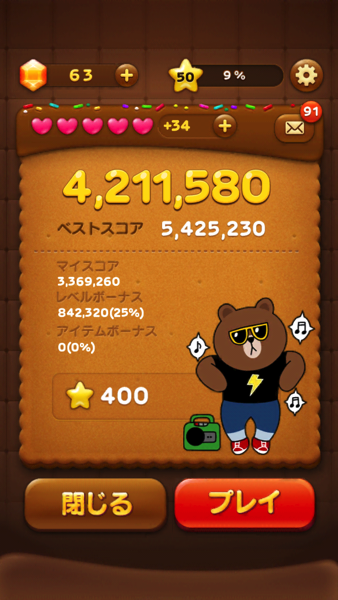 63 +
50 9%
+34 +
91
4,211,580
ベストスコア 5,425,230
マイスコア
3,369,260
レベルボーナス
842,320(25%)
アイテムボーナス
0(0%)
400
閉じる プレイ